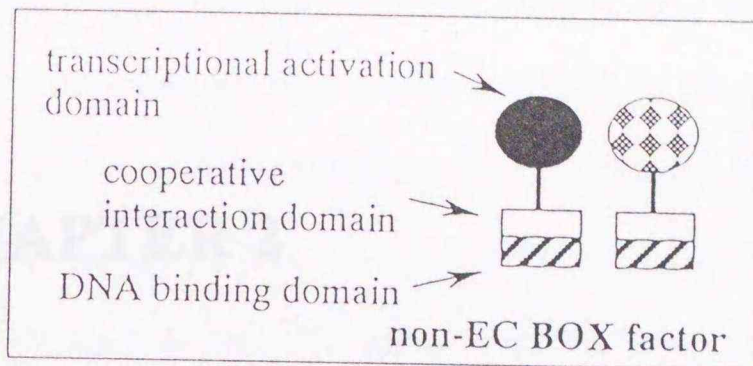 transcriptional activation
domain
cooperative
interaction domain
DNA binding domain
non-EC BOX factor